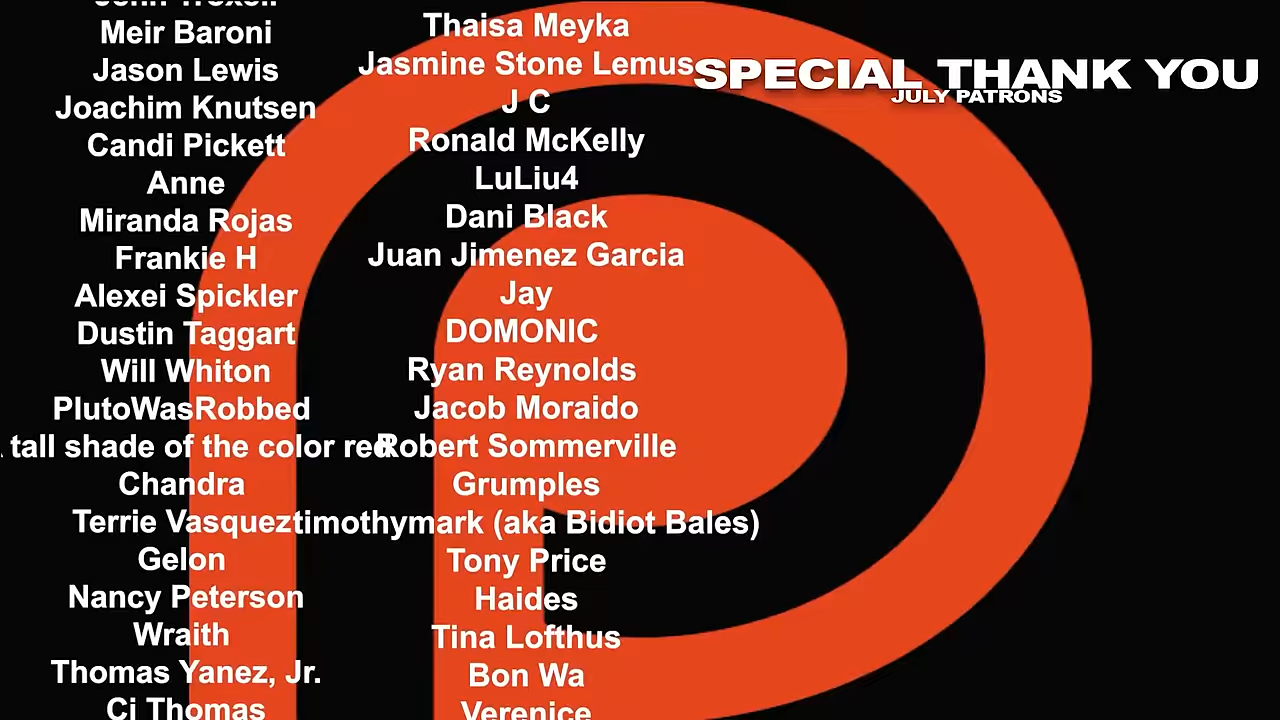 Meir Baroni
Jason Lewis
Joachim Knutsen
Candi Pickett
Anne
Miranda Rojas
Frankie H
Alexei Spickler
Dustin Taggart
Will Whiton
PlutoWasRobbed
tall shade of the color red
Chandra
Terrie Vasquez
Gelon
Nancy Peterson
Wraith
Thomas Yanez, Jr.
Ci Thomas
Thaisa Meyka
Jasmine Stone Lemus
J C
Ronald McKelly
LuLiu4
Dani Black
Juan Jimenez Garcia
Jay
DOMONIC
Ryan Reynolds
Jacob Moraido
Robert Sommerville
Grumples
timothymark (aka Bidiot Bales)
Tony Price
Haides
Tina Lofthus
Bon Wa
Verenice
SPECIAL THANK YOU
JULY PATRONS